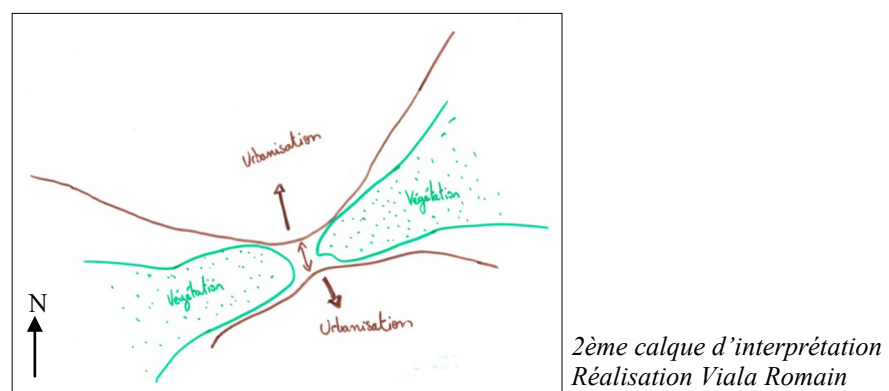 Urbanisation
Végétation
Végétation
Urbanisation
N
2ème calque d’interprétation
Réalisation Viala Romain